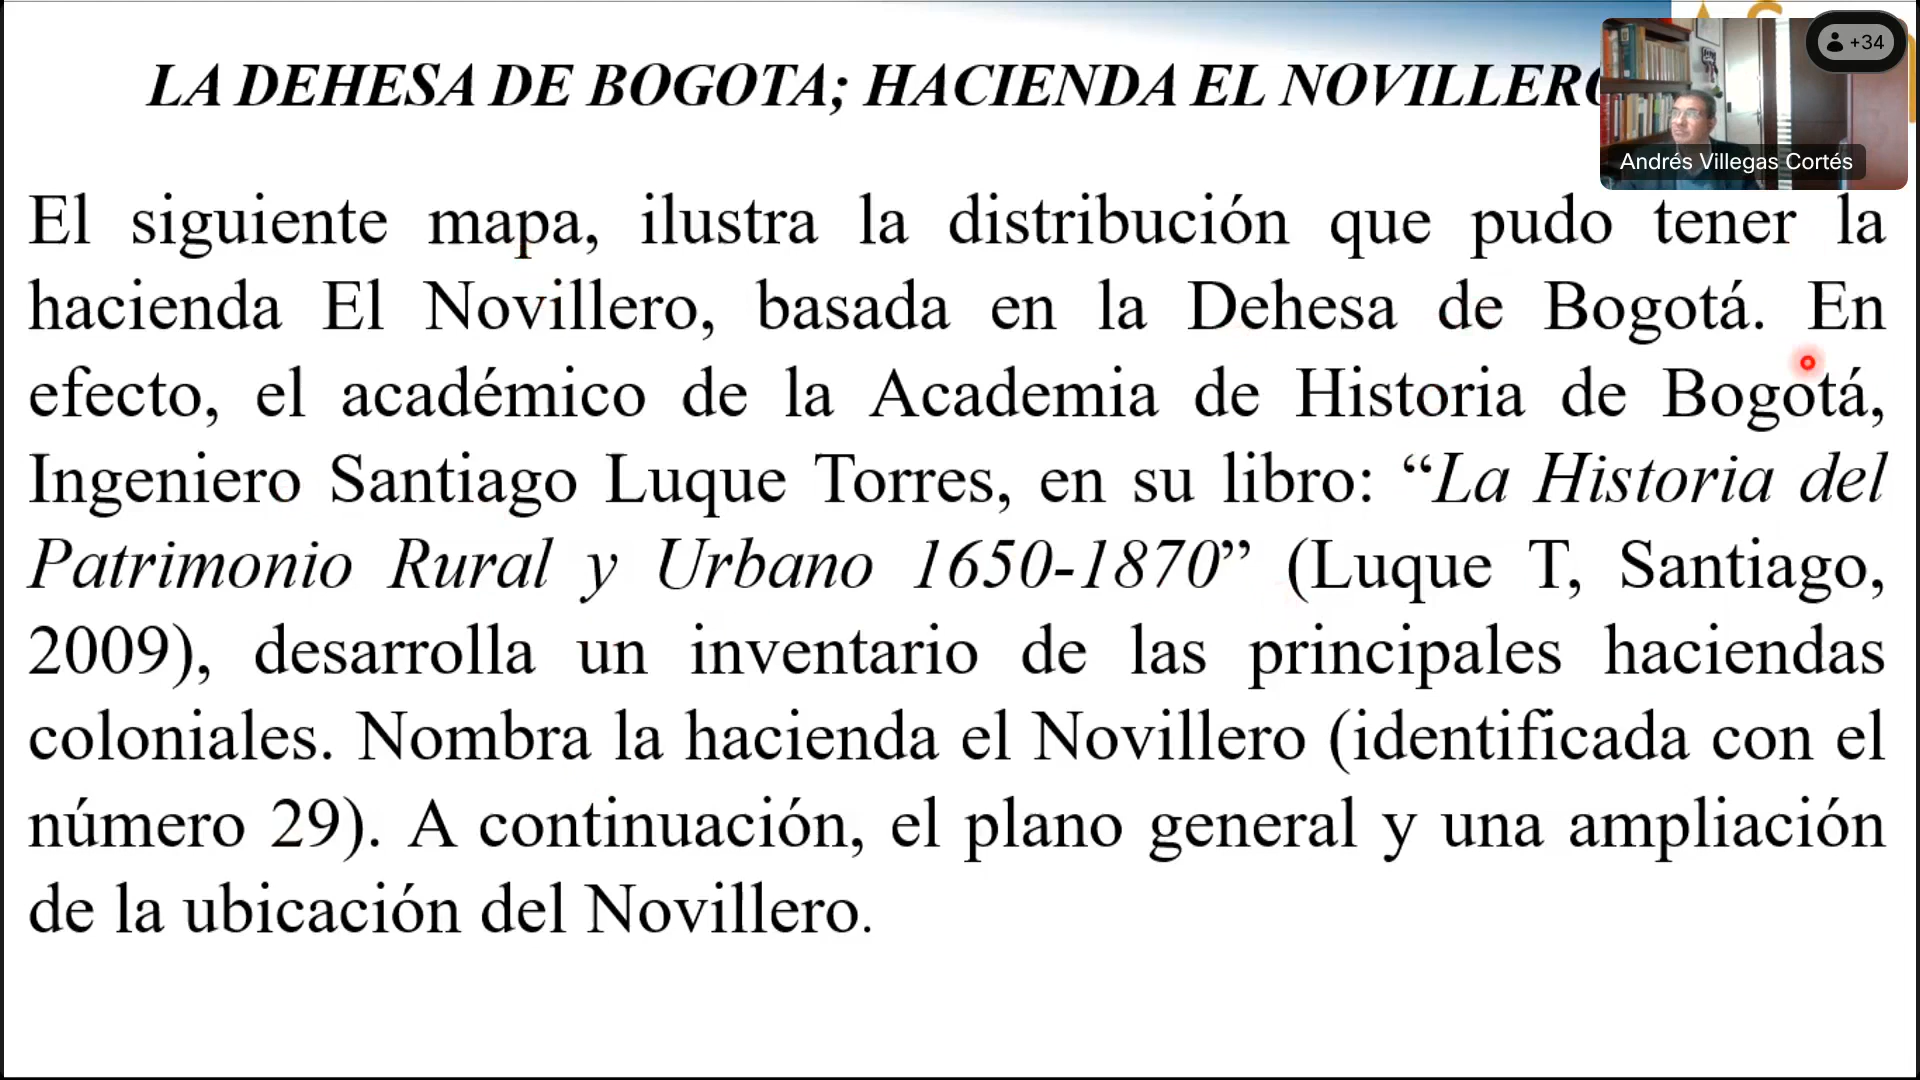 LA DEHESA DE BOGOTA; HACIENDA EL NOVILLERO
+34
Andrés Villegas Cortés
El siguiente mapa, ilustra la distribución que pudo tener la
hacienda El Novillero, basada en la Dehesa de Bogotá. En
efecto, el académico de la Academia de Historia de Bogotá,
Ingeniero Santiago Luque Torres, en su libro: “La Historia del
Patrimonio Rural y Urbano 1650-1870” (Luque T, Santiago,
2009), desarrolla un inventario de las principales haciendas
coloniales. Nombra la hacienda el Novillero (identificada con el
número 29). A continuación, el plano general y una ampliación
de la ubicación del Novillero.